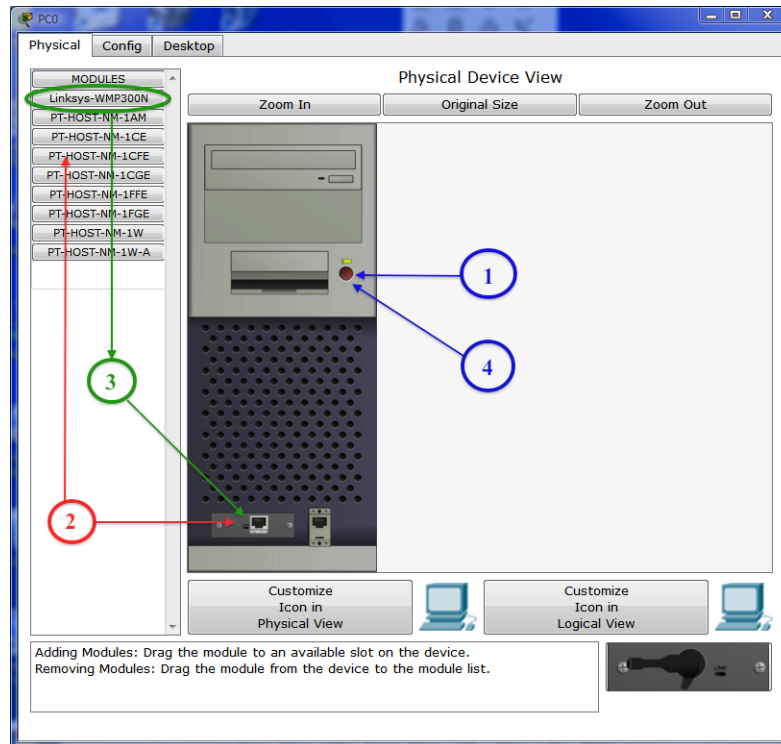 PC0
Physical Config Desktop
MODULES
Linksys-WMP300N
PT-HOST-NM-1AM
PT-HOST-NM-1CE
PT-HOST-NM-1CFE
PT-HOST-NM-1CGE
PT-HOST-NM-1FFE
PT-HOST-NM-1FGE
PT-HOST-NM-1W
PT-HOST-NM-1W-A
Physical Device View
Zoom In Original Size Zoom Out
1
4
3
2
Customize
Icon in
Physical View
Customize
Icon in
Logical View
Adding Modules: Drag the module to an available slot on the device.
Removing Modules: Drag the module from the device to the module list.
LINK